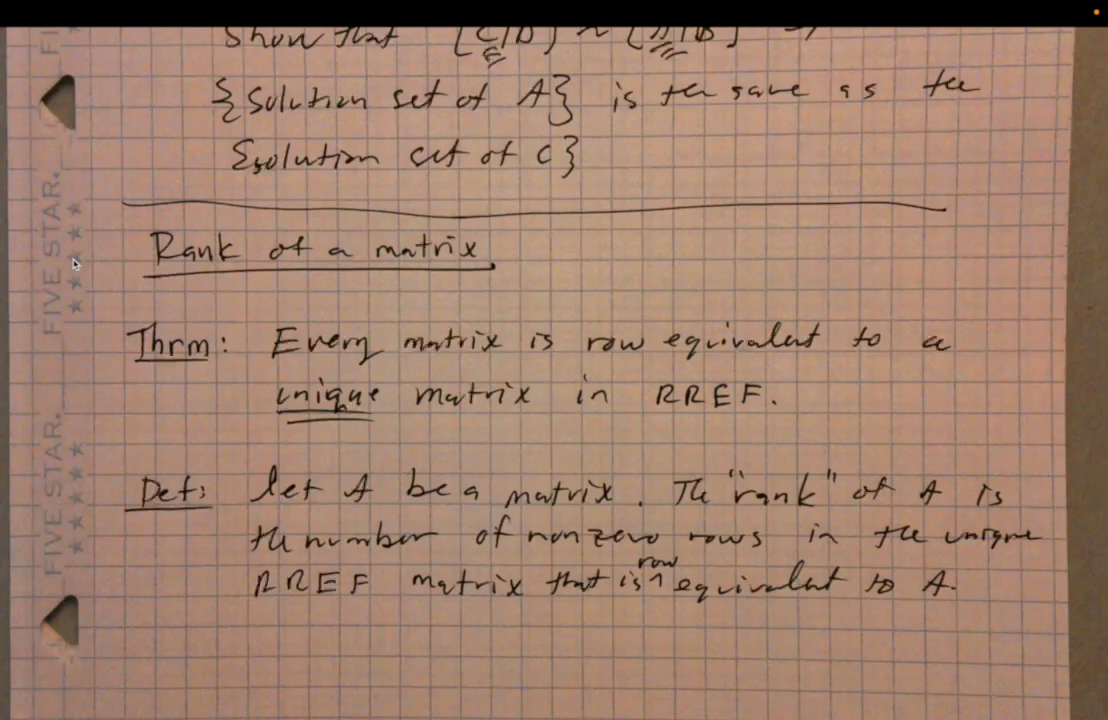 Show that
{solution set of A} is the same as the
{solution set of C}
Rank of a matrix
Thrm: Every matrix is row equivalent to a
unique matrix in RREF.
Def: let A be a matrix. The "rank" of A is
the number of nonzero rows in the unique
row
RREF matrix that is ^ equivalent to A.
FIVE STAR.
FIVE STAR.
FI